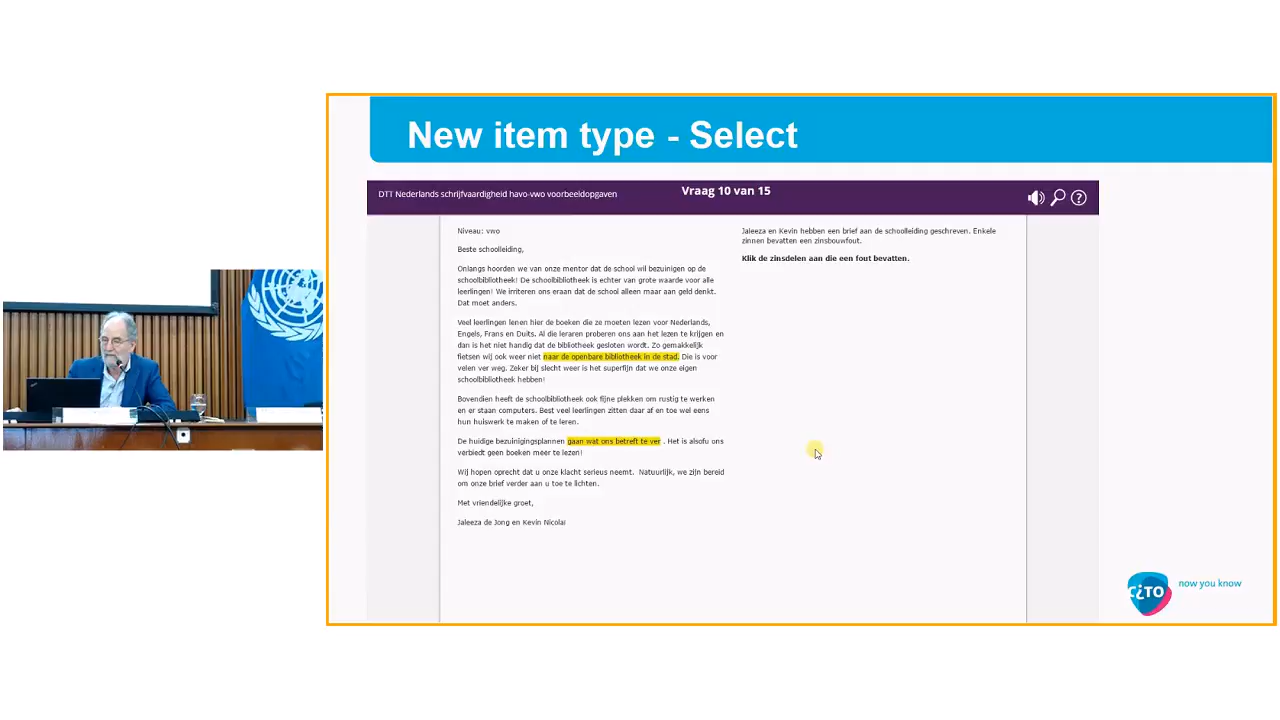 New item type - Select
DTT Nederlands schrijfvaardigheid havo-vwo voorbeeldopgaven
Vraag 10 van 15
Niveau: vwo
Beste schoolleiding,
Onlangs hoorden we van onze mentor dat de school wil bezuinigen op de
schoolbibliotheek! De schoolbibliotheek is echter van grote waarde voor alle
leerlingen! We irriteren ons eraan dat de school alleen maar aan geld denkt.
Dat moet anders.
Veel leerlingen lenen hier de boeken die ze moeten lezen voor Nederlands,
Engels, Frans en Duits. Al die leraren proberen ons aan het lezen te krijgen en
dan is het niet handig dat de bibliotheek gesloten wordt. Zo gemakkelijk
fietsen wij ook weer niet naar de openbare bibliotheek in de stad. Die is voor
velen ver weg. Zeker bij slecht weer is het superfijn dat we onze eigen
schoolbibliotheek hebben!
Bovendien heeft de schoolbibliotheek ook fijne plekken om rustig te werken
en er staan computers. Best veel leerlingen zitten daar af en toe wel eens
hun huiswerk te maken of te leren.
De huidige bezuinigingsplannen gaan wat ons betreft te ver . Het is alsofu ons
verbiedt geen boeken meer te lezen!
Wij hopen oprecht dat u onze klacht serieus neemt. Natuurlijk, we zijn bereid
om onze brief verder aan u toe te lichten.
Met vriendelijke groet,
Jaleeza de Jong en Kevin Nicolaï
Jaleeza en Kevin hebben een brief aan de schoolleiding geschreven. Enkele
zinnen bevatten een zinsbouwfout.
Klik de zinsdelen aan die een fout bevatten.
CiTO
now you know